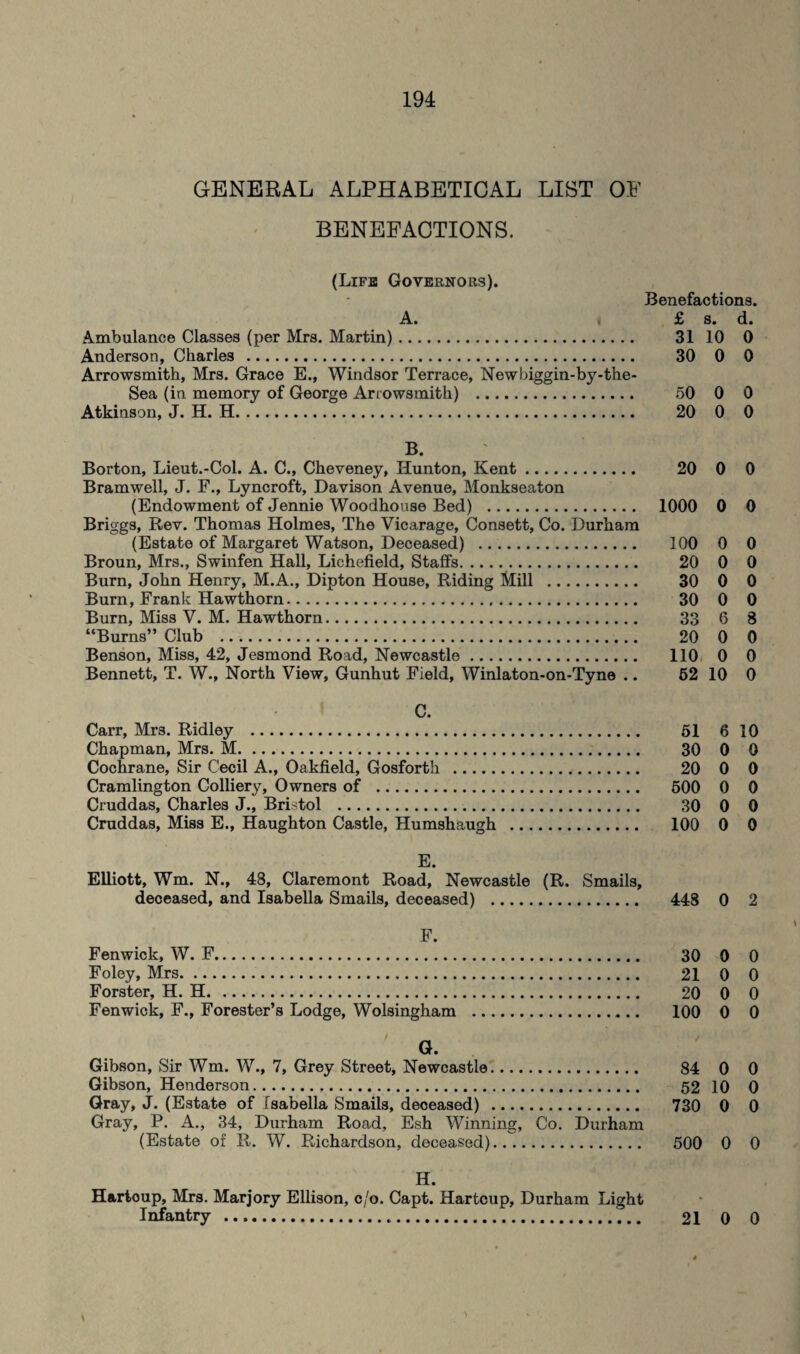 194
GENERAL ALPHABETICAL LIST OF
BENEFACTIONS.
(Life Governors).
Benefactions.
A. £ s. d.
Ambulance Classes (per Mrs. Martin) .......................... 31 10 0
Anderson, Charles .......................... 30 0 0
Arrowsmith, Mrs. Grace E., Windsor Terrace, Newbiggin-by-the-
Sea (in memory of George Arrowsmith) .......................... 50 0 0
Atkinson, J. H. H. .......................... 20 0 0
B.
Borton, Lieut.-Col. A. C., Cheveney, Hunton, Kent .......................... 20 0 0
Bramwell, J. F., Lyncroft, Davison Avenue, Monkseaton
(Endowment of Jennie Woodhouse Bed) .......................... 1000 0 0
Briggs, Rev. Thomas Holmes, The Vicarage, Consett, Co. Durham
(Estate of Margaret Watson, Deceased) .......................... 100 0 0
Broun, Mrs., Swinfen Hall, Lichefield, Staffs. .......................... 20 0 0
Burn, John Henry, M.A., Dipton House, Riding Mill .......................... 30 0 0
Burn, Frank Hawthorn .......................... 30 0 0
Burn, Miss V. M. Hawthorn .......................... 33 6 8
“Burns” Club .......................... 20 0 0
Benson, Miss, 42, Jesmond Road, Newcastle .......................... 110 0 0
Bennett, T. W., North View, Gunhut Field, Winlaton-on-Tyne .. 52 10 0
C.
Carr, Mrs. Ridley .......................... 51 6 10
Chapman, Mrs. M. .......................... 30 0 0
Cochrane, Sir Cecil A., Oakfield, Gosforth .......................... 20 0 0
Cramlington Colliery, Owners of .......................... 500 0 0
Cruddas, Charles J., Bristol .......................... 30 0 0
Cruddas, Miss E., Haughton Castle, Humshaugh .......................... 100 0 0
E.
Elliott, Wm. N., 48, Claremont Road, Newcastle (R. Smails,
deceased, and Isabella Smails, deceased) .......................... 448 0 2
F.
Fenwick, W. F. .......................... 30 0 0
Foley, Mrs. .......................... 21 0 0
Forster, H. H. .......................... 20 0 0
Fenwick, F., Forester’s Lodge, Wolsingham .......................... 100 0 0
G.
Gibson, Sir Wm. W., 7, Grey Street, Newcastle .......................... 84 0 0
Gibson, Henderson .......................... 52 10 0
Gray, J. (Estate of Isabella Smails, deceased) .......................... 730 0 0
Gray, P. A., 34, Durham Road, Esh Winning, Co. Durham
(Estate of R. W. Richardson, deceased) .......................... 500 0 0
H.
Hartcup, Mrs. Marjory Ellison, c/o. Capt. Hartcup, Durham Light
Infantry .......................... 21 0 0